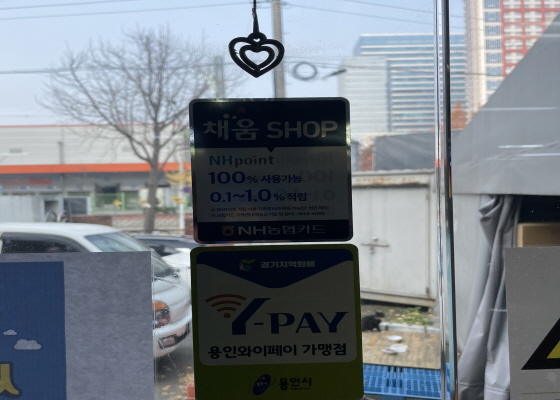 채움 SHOP
NHpoint
100% 사용가능
0.1~1.0% 적립
NH농협카드
경기지역화폐
Y-PAY
용인와이페이 가맹점
용인시